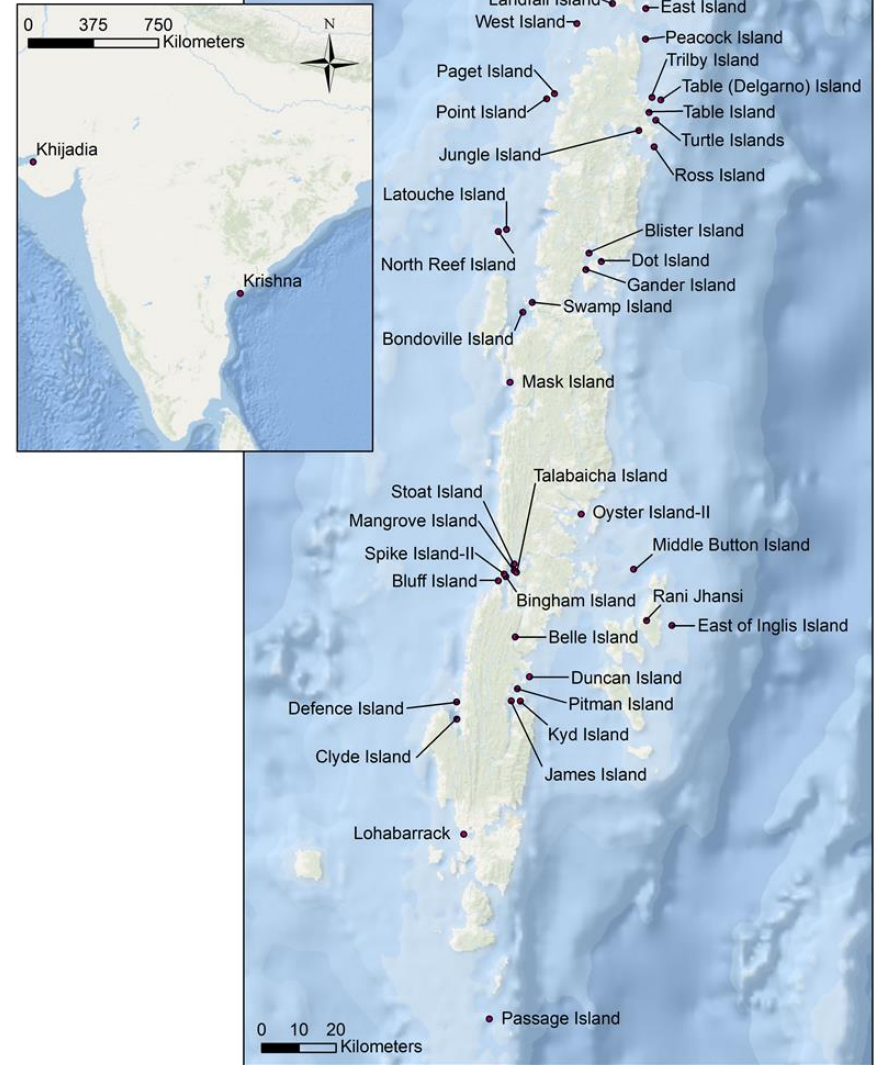 0 375 750
Kilometers
N
Khijadia
Krishna
Landfall Island
East Island
West Island
Peacock Island
Trilby Island
Paget Island
Table (Delgarno) Island
Point Island
Table Island
Turtle Islands
Jungle Island
Ross Island
Latouche Island
Blister Island
North Reef Island
Dot Island
Gander Island
Swamp Island
Bondoville Island
Mask Island
Talabaicha Island
Stoat Island
Oyster Island-II
Mangrove Island
Middle Button Island
Spike Island-II
Bluff Island
Rani Jhansi
Bingham Island
East of Inglis Island
Belle Island
Duncan Island
Defence Island
Pitman Island
Kyd Island
Clyde Island
James Island
Lohabarrack
Passage Island
0 10 20
Kilometers